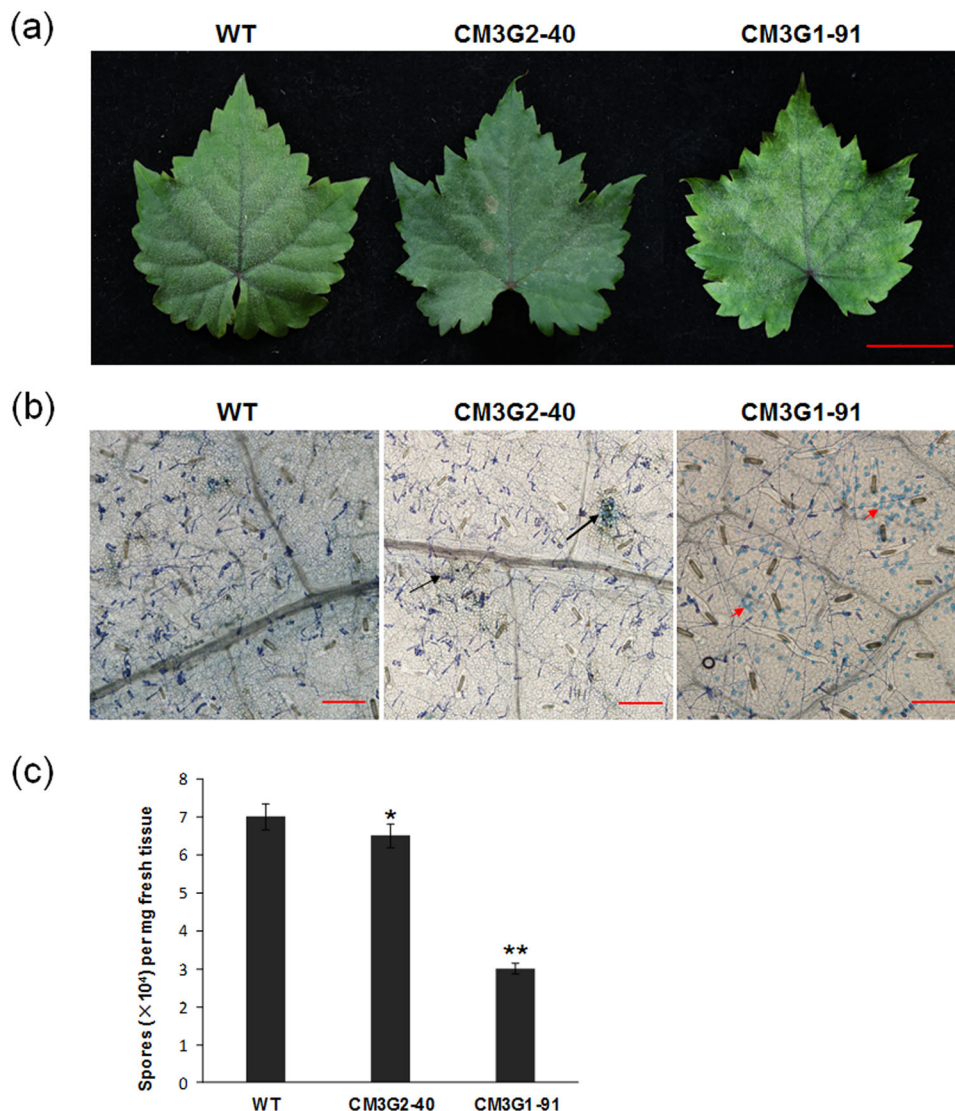 (a)
WT CM3G2-40 CM3G1-91
(b)
WT CM3G2-40 CM3G1-91
(c)
Spores (×10⁴) per mg fresh tissue
8
7
6
5
4
3
2
1
0
*
**
WT CM3G2-40 CM3G1-91